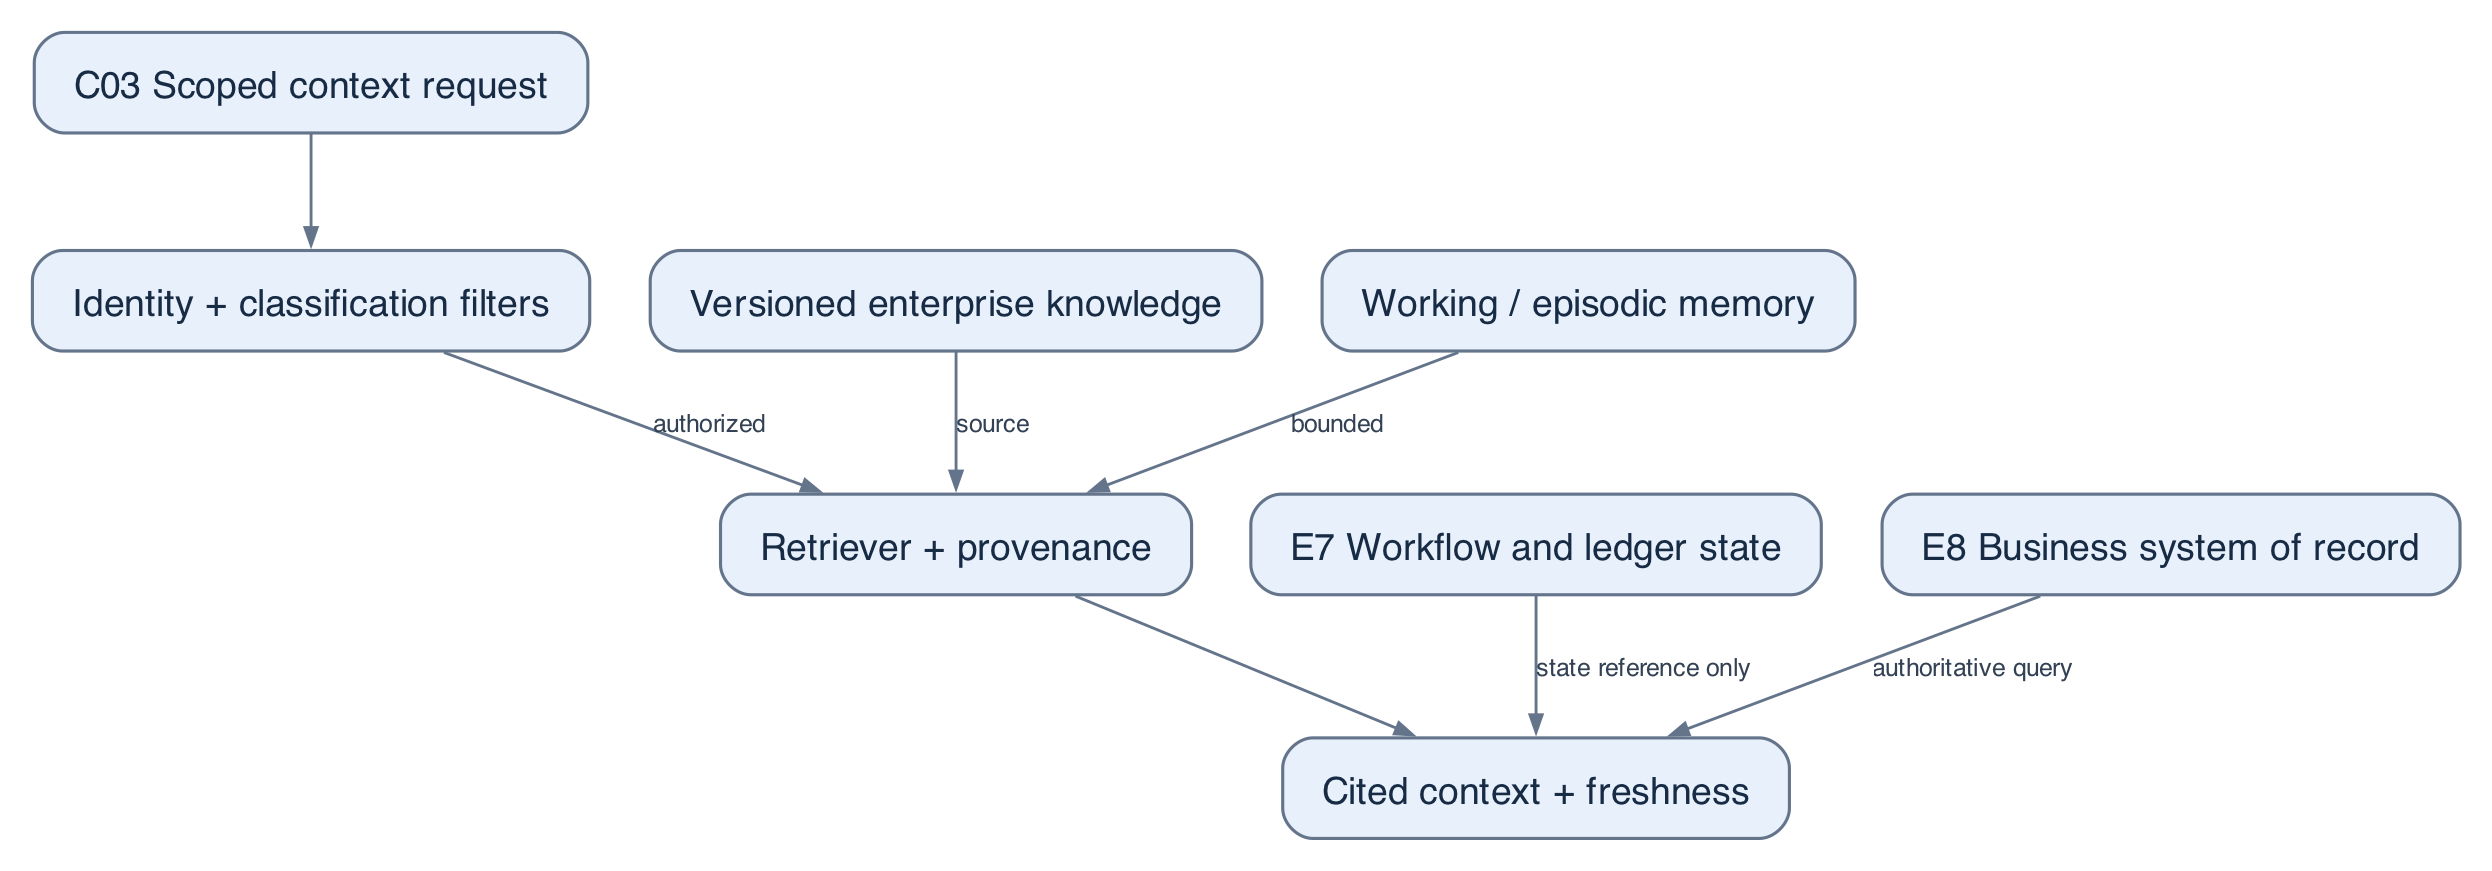 C03 Scoped context request
Identity + classification filters
Versioned enterprise knowledge
Working / episodic memory
authorized
source
bounded
Retriever + provenance
E7 Workflow and ledger state
E8 Business system of record
state reference only
authoritative query
Cited context + freshness